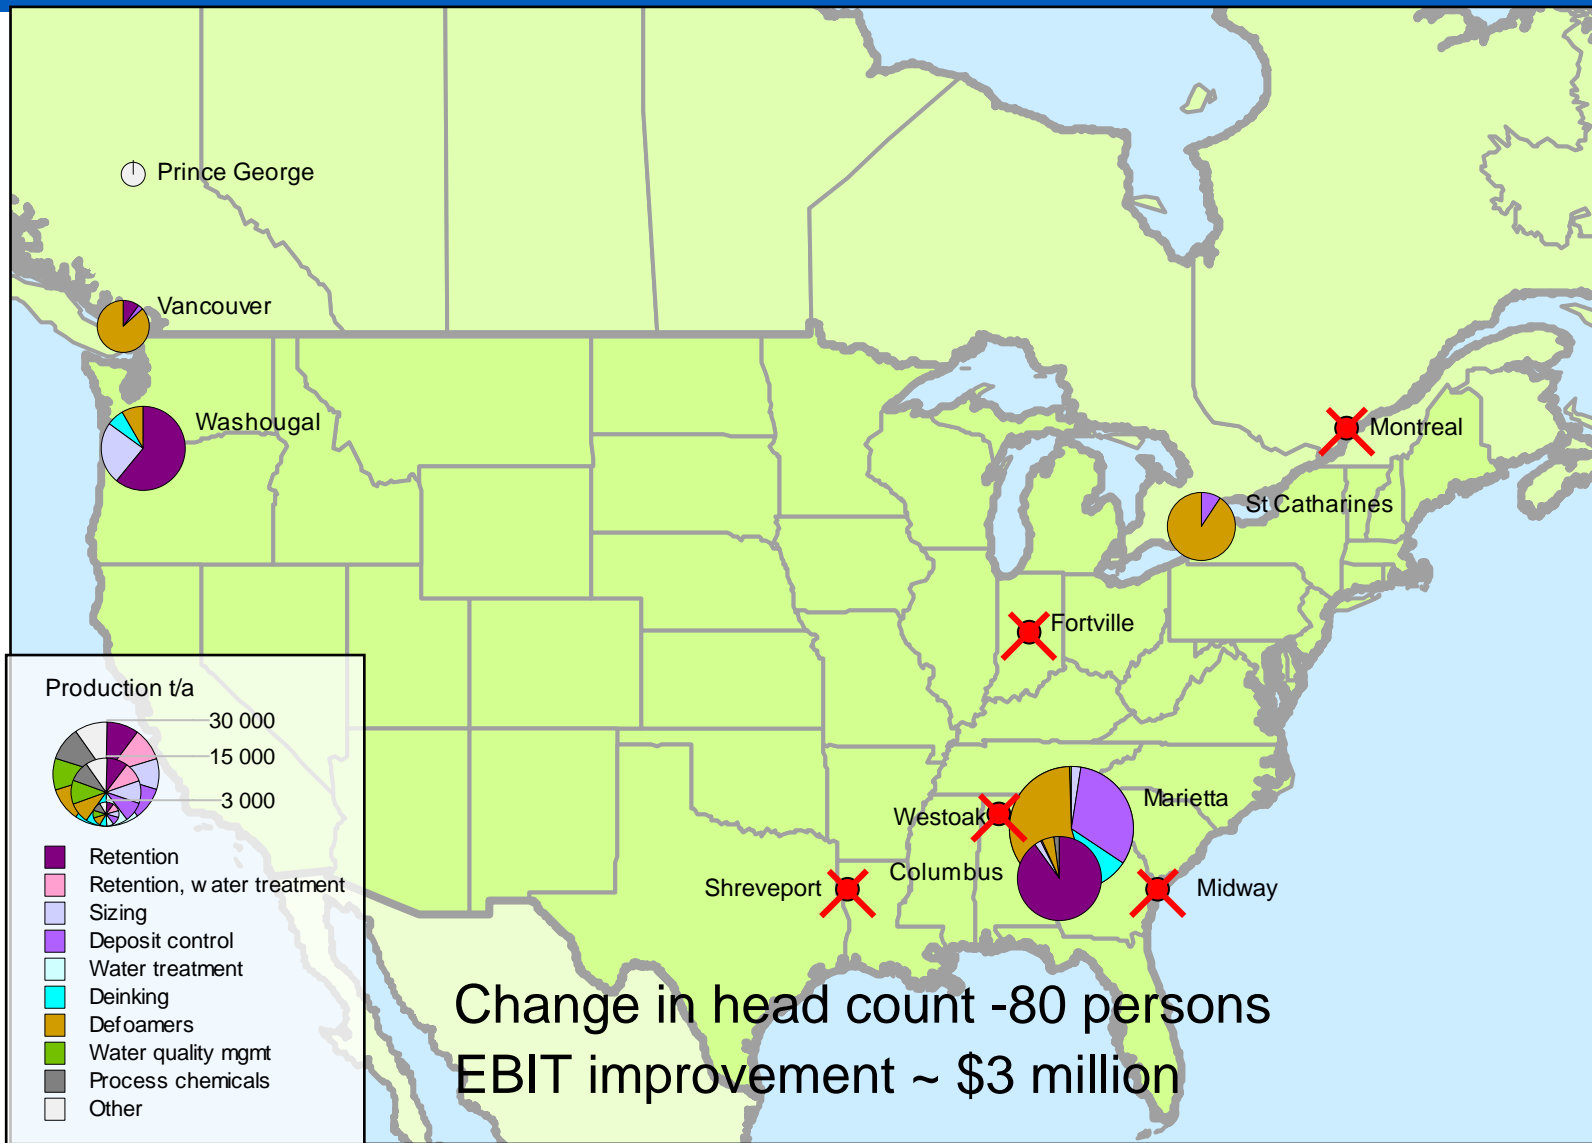 Prince George
Vancouver
Washougal
Montreal
St Catharines
Fortville
Marietta
Westoak
Columbus
Shreveport
Midway
Production t/a
30 000
15 000
3 000
Retention
Retention, water treatment
Sizing
Deposit control
Water treatment
Deinking
Defoamers
Water quality mgmt
Process chemicals
Other
Change in head count -80 persons
EBIT improvement ~ $3 million